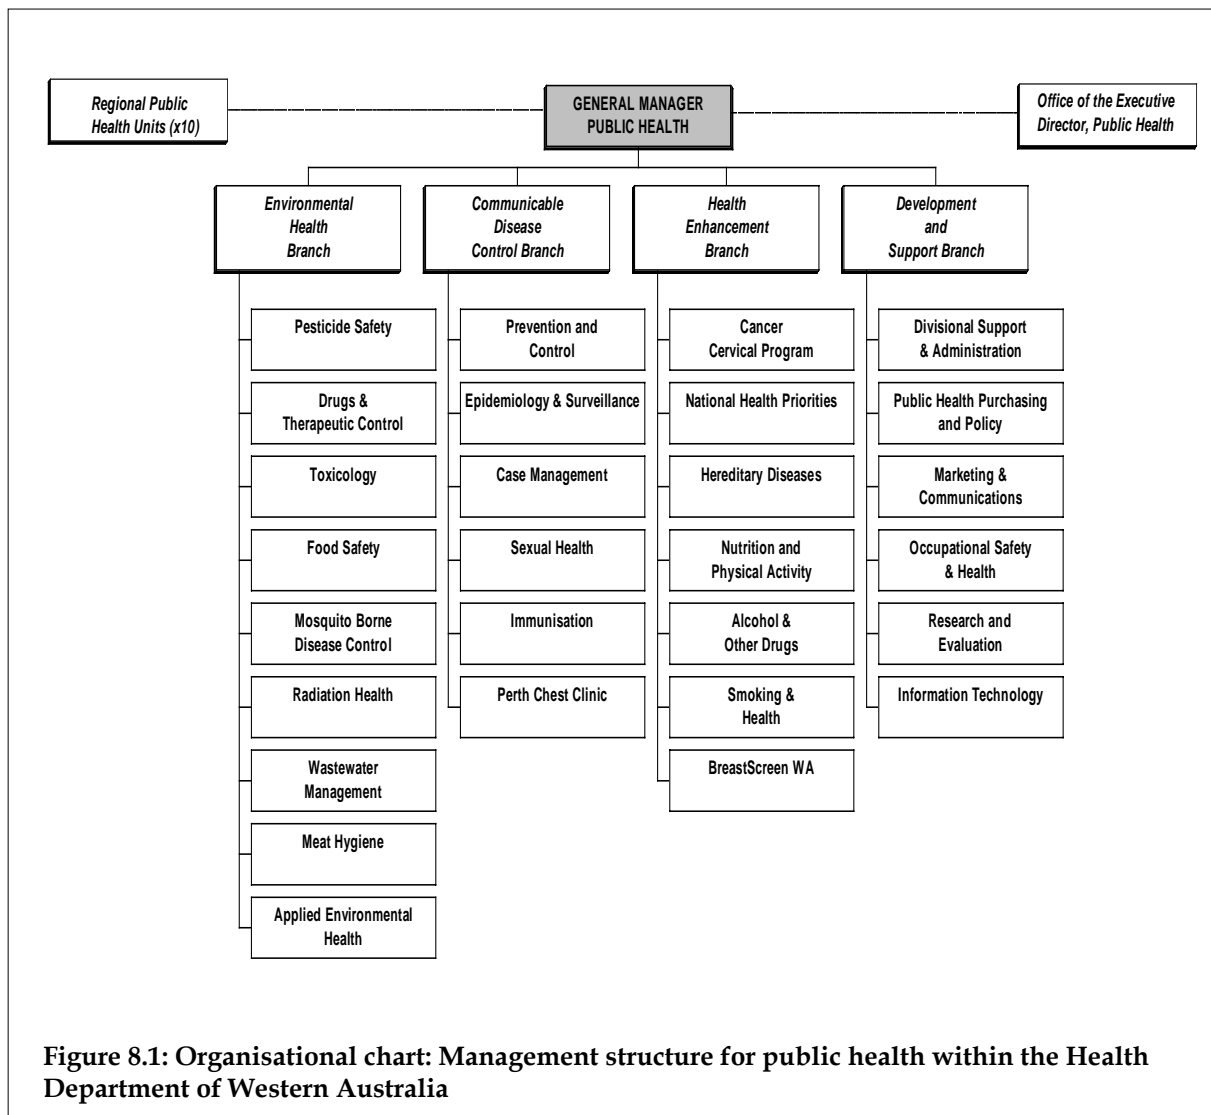 Regional Public
Health Units (x10)
GENERAL MANAGER
PUBLIC HEALTH
Office of the Executive
Director, Public Health
Environmental
Health
Branch
Communicable
Disease
Control Branch
Health
Enhancement
Branch
Development
and
Support Branch
Pesticide Safety
Drugs &
Therapeutic Control
Toxicology
Food Safety
Mosquito Borne
Disease Control
Radiation Health
Wastewater
Management
Meat Hygiene
Applied Environmental
Health
Prevention and
Control
Epidemiology & Surveillance
Case Management
Sexual Health
Immunisation
Perth Chest Clinic
Cancer
Cervical Program
National Health Priorities
Hereditary Diseases
Nutrition and
Physical Activity
Alcohol &
Other Drugs
Smoking &
Health
BreastScreen WA
Divisional Support
& Administration
Public Health Purchasing
and Policy
Marketing &
Communications
Occupational Safety
& Health
Research and
Evaluation
Information Technology
Figure 8.1: Organisational chart: Management structure for public health within the Health
Department of Western Australia